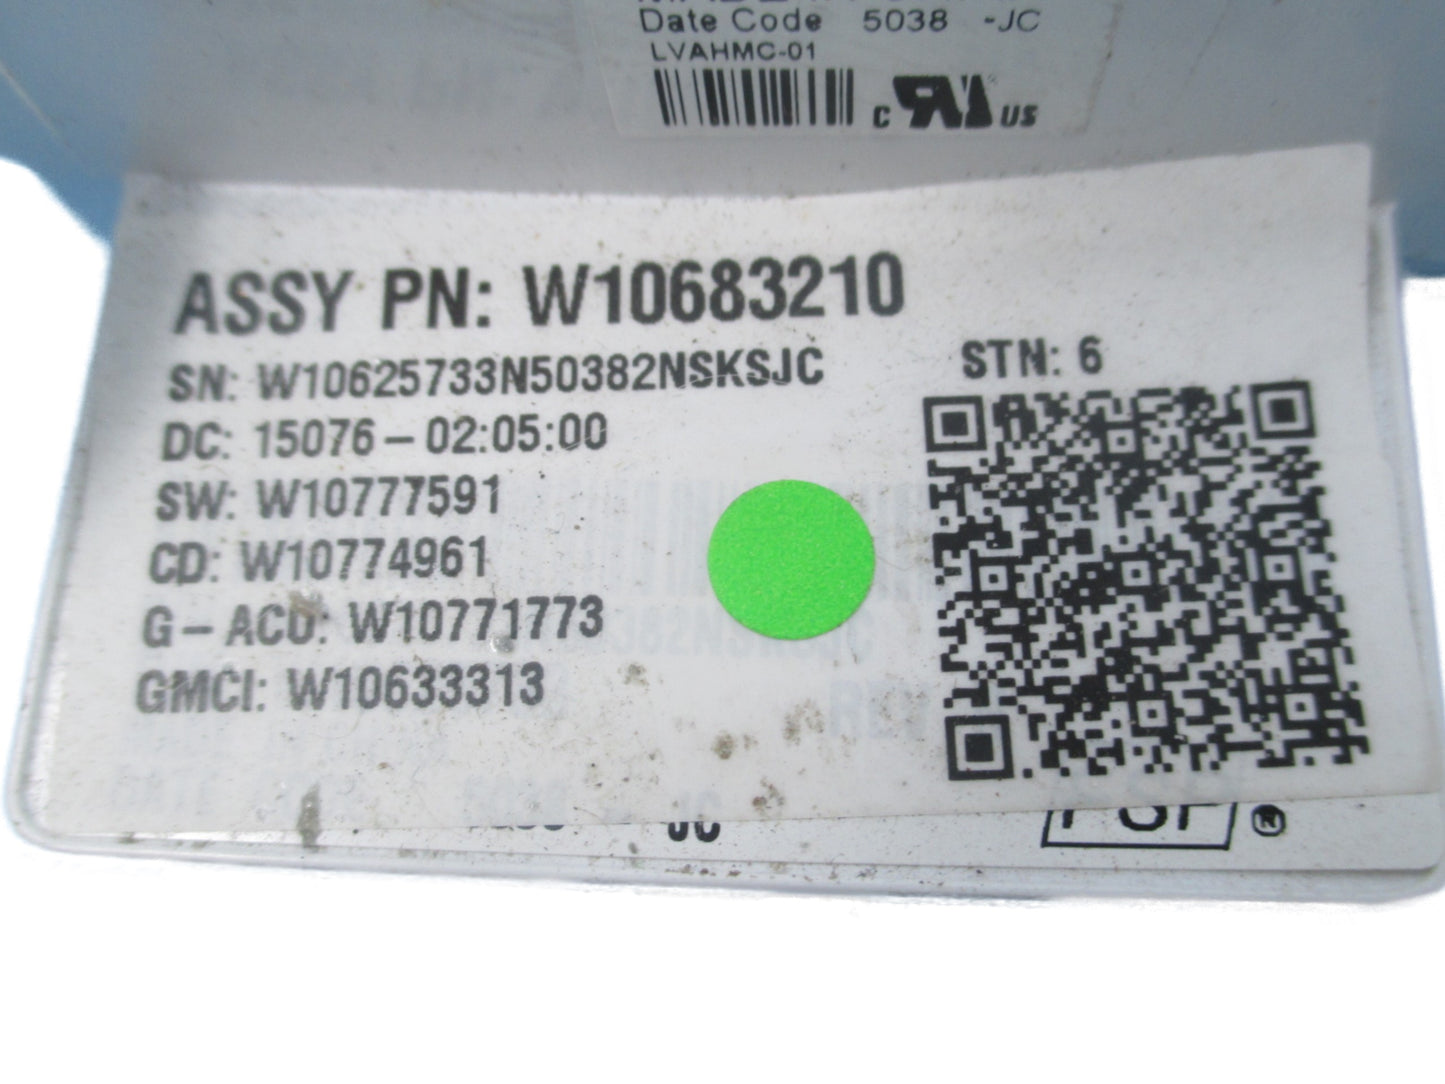 Date Code 5038 -JC
LVAHMC-01
C US
ASSY PN: W10683210
SN: W10625733N50382NSKSJC
STN: 6
DC: 15076 – 02:05:00
SW: W10777591
CD: W10774961
G – ACU: W10771773
GMCI: W10633313
JC